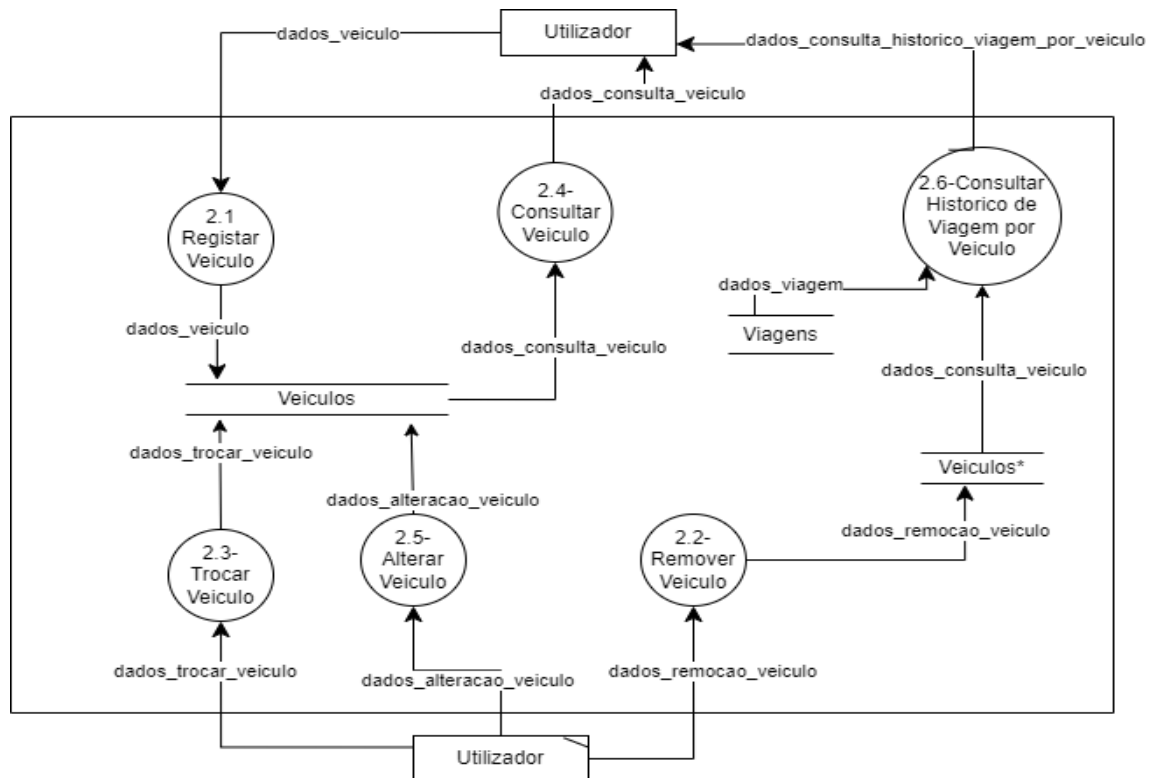 Utilizador
dados_veiculo
dados_consulta_historico_viagem_por_veiculo
dados_consulta_veiculo
2.1
Registar
Veiculo
2.4-
Consultar
Veiculo
2.6-Consultar
Historico de
Viagem por
Veiculo
dados_viagem
Viagens
dados_veiculo
dados_consulta_veiculo
dados_consulta_veiculo
Veiculos
dados_trocar_veiculo
Veiculos*
dados_alteracao_veiculo
dados_remocao_veiculo
2.3-
Trocar
Veiculo
2.5-
Alterar
Veiculo
2.2-
Remover
Veiculo
dados_trocar_veiculo
dados_alteracao_veiculo
dados_remocao_veiculo
Utilizador